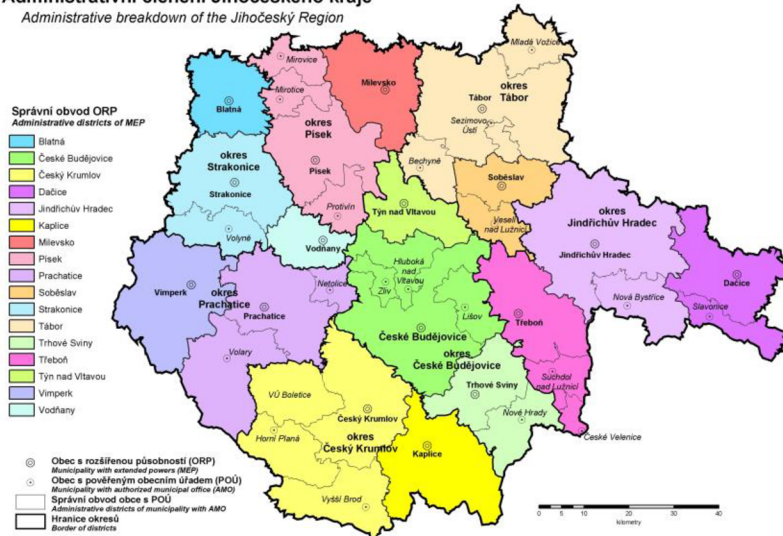 Administrativní členění Jihočeského kraje
Administrative breakdown of the Jihočeský Region
Správní obvod ORP
Administrative districts of MEP
Blatná
České Budějovice
Český Krumlov
Dačice
Jindřichův Hradec
Kaplice
Milevsko
Písek
Prachatice
Soběslav
Strakonice
Tábor
Trhové Sviny
Třeboň
Týn nad Vltavou
Vimperk
Vodňany
Obec s rozšířenou působností (ORP)
Municipality with extended powers (MEP)
Obec s pověřeným obecním úřadem (POÚ)
Municipality with authorized municipal office (AMO)
Správní obvod obce s POÚ
Administrative districts of municipality with AMO
Hranice okresů
Border of districts
Mladá Vožice
Mirovice
Milevsko
Mirotice
Blatná
okres
Tábor
Tábor
Sezimovo
Ústí
okres
Písek
Písek
Bechyně
okres
Strakonice
Strakonice
Soběslav
Protivín
Týn nad Vltavou
Veselí
nad Lužnicí
okres
Jindřichův Hradec
Jindřichův Hradec
Volyně
Vodňany
Hluboká
nad
Vltavou
Zliv
Dačice
Vimperk
okres
Prachatice
Netolice
Prachatice
Lišov
Třeboň
Nová Bystřice
Slavonice
České Budějovice
okres
České Budějovice
Volary
Suchdol
nad Lužnicí
Trhové Sviny
VÚ Boletice
Český Krumlov
Nové Hrady
Horní Planá
okres
Český Krumlov
České Velenice
Kaplice
Vyšší Brod
0 5 10 20 30 40
kilometry